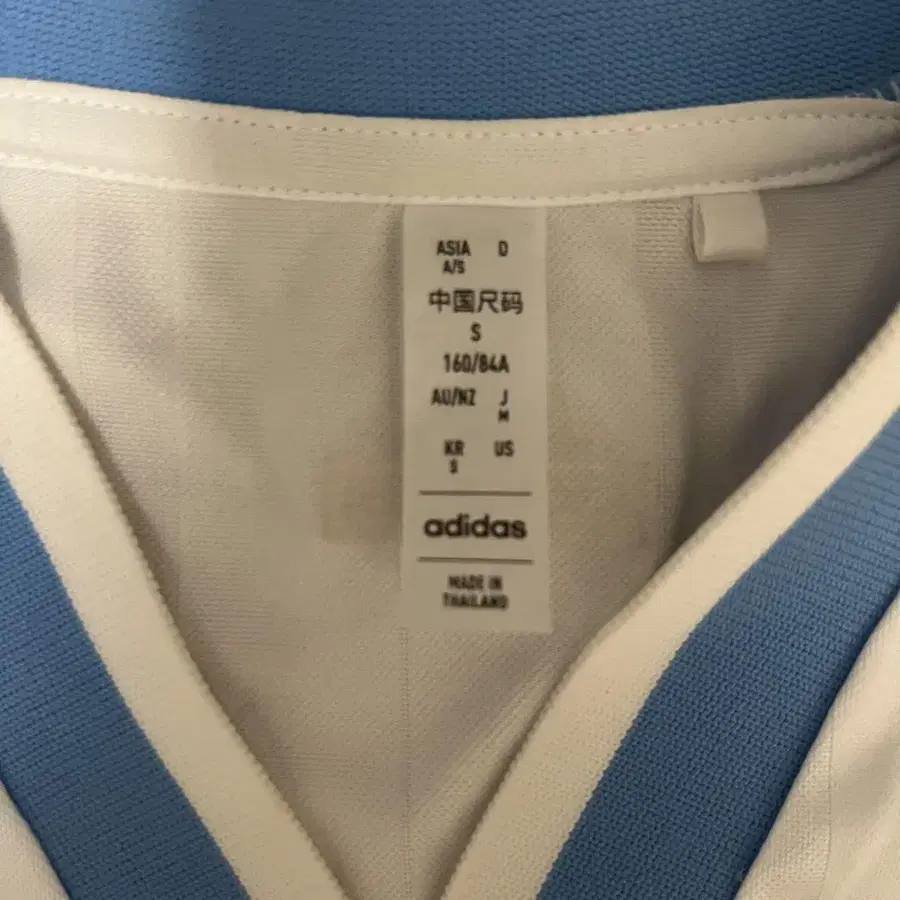 ASIA D
A/S
中国尺码
S
160/84A
AU/NZ J
M
KR US
S
adidas
MADE IN
THAILAND